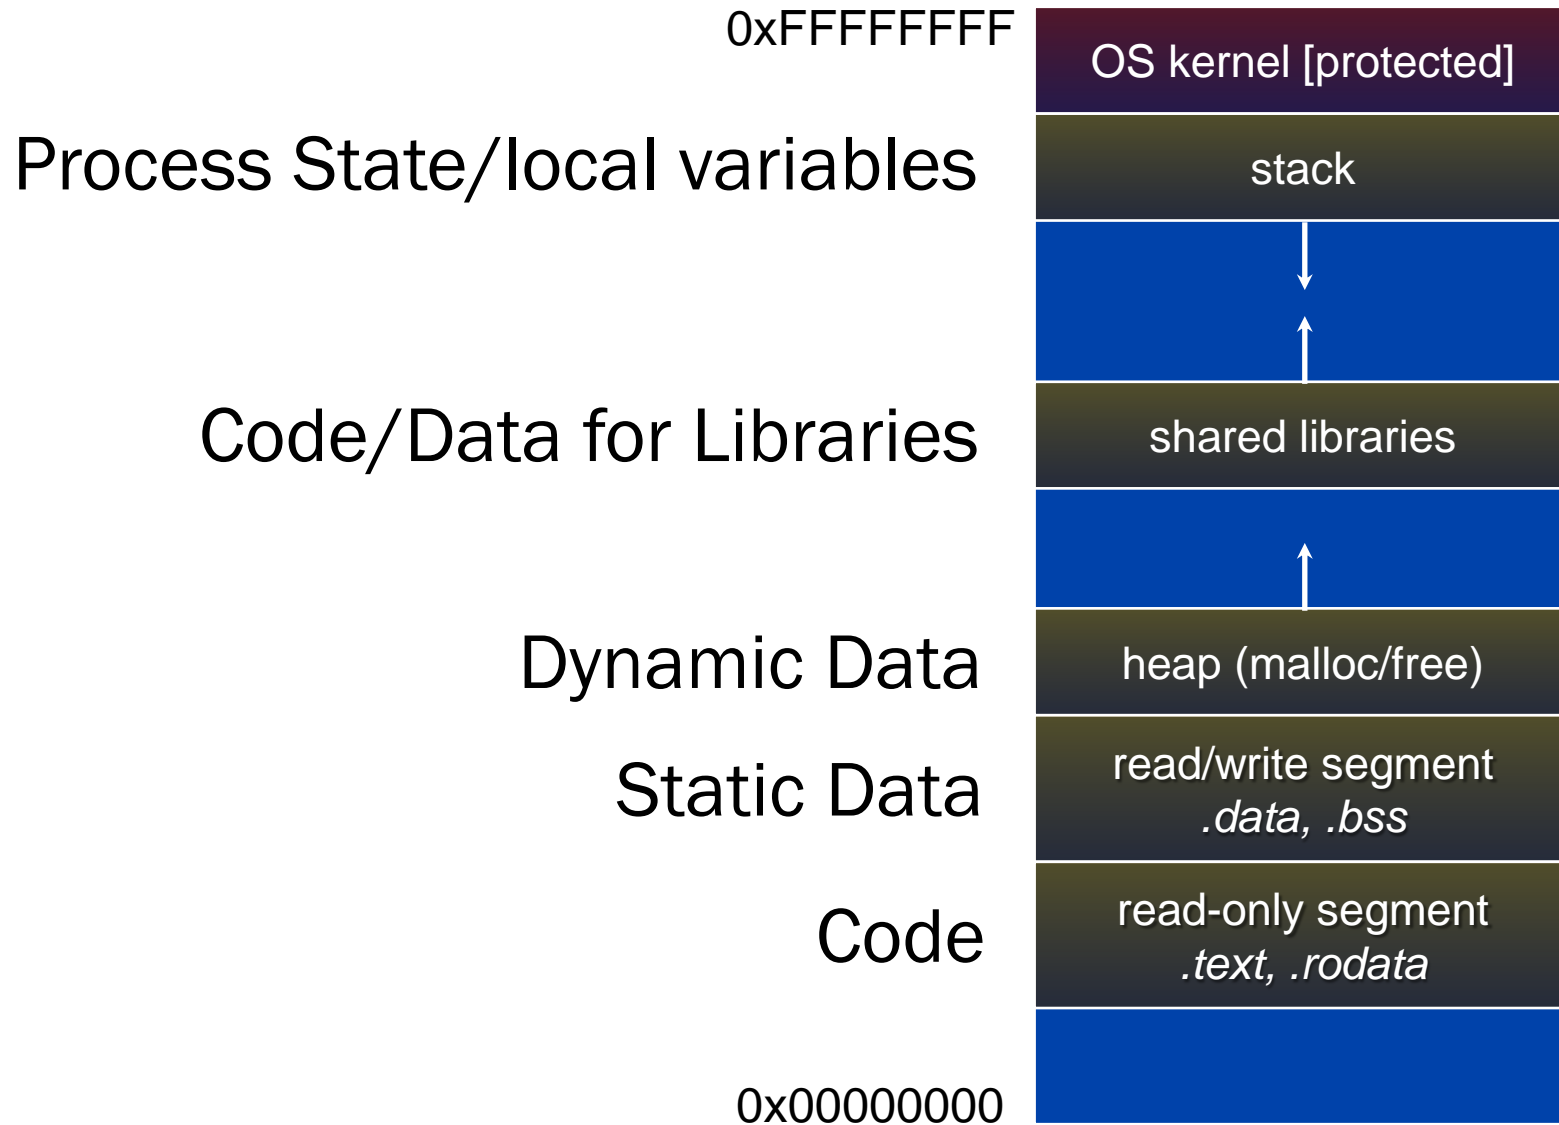 0xFFFFFFFF
OS kernel [protected]
Process State/local variables
stack
Code/Data for Libraries
shared libraries
Dynamic Data
heap (malloc/free)
Static Data
read/write segment
.data, .bss
Code
read-only segment
.text, .rodata
0x00000000